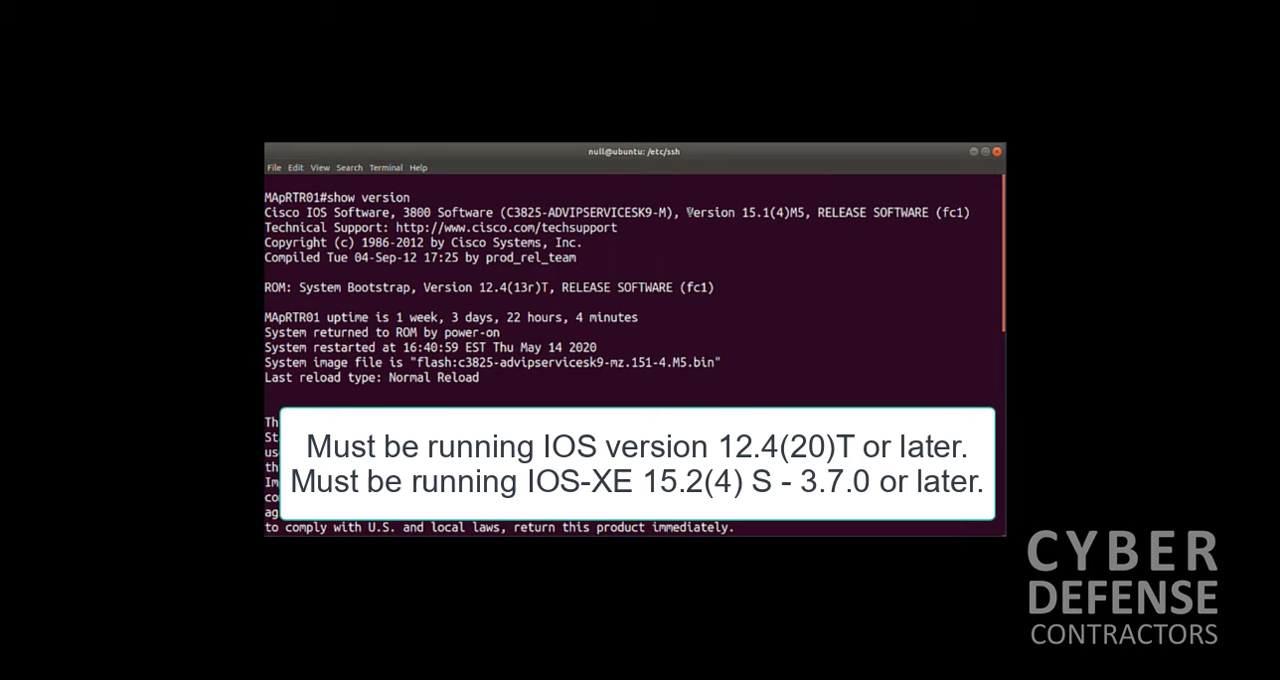 null@ubuntu: /etc/ssh
File Edit View Search Terminal Help
MApRTR01#show version
Cisco IOS Software, 3800 Software (C3825-ADVIPSERVICESK9-M), Version 15.1(4)M5, RELEASE SOFTWARE (fc1)
Technical Support: http://www.cisco.com/techsupport
Copyright (c) 1986-2012 by Cisco Systems, Inc.
Compiled Tue 04-Sep-12 17:25 by prod_rel_team
ROM: System Bootstrap, Version 12.4(13r)T, RELEASE SOFTWARE (fc1)
MApRTR01 uptime is 1 week, 3 days, 22 hours, 4 minutes
System returned to ROM by power-on
System restarted at 16:40:59 EST Thu May 14 2020
System image file is "flash:c3825-advipservicesk9-mz.151-4.M5.bin"
Last reload type: Normal Reload
Must be running IOS version 12.4(20)T or later.
Must be running IOS-XE 15.2(4) S - 3.7.0 or later.
to comply with U.S. and local laws, return this product immediately.
CYBER
DEFENSE
CONTRACTORS